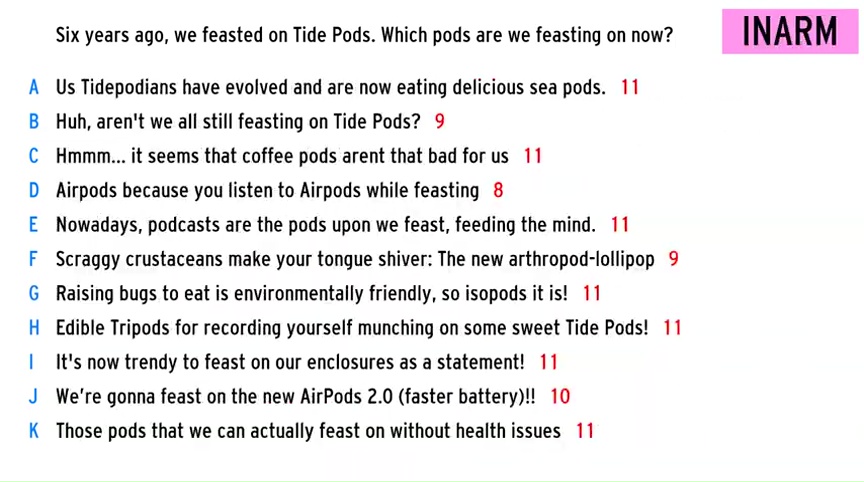 Six years ago, we feasted on Tide Pods. Which pods are we feasting on now?
INARM
A Us Tidepodians have evolved and are now eating delicious sea pods. 11
B Huh, aren't we all still feasting on Tide Pods? 9
C Hmmm... it seems that coffee pods arent that bad for us 11
D Airpods because you listen to Airpods while feasting 8
E Nowadays, podcasts are the pods upon we feast, feeding the mind. 11
F Scraggy crustaceans make your tongue shiver: The new arthropod-lollipop 9
G Raising bugs to eat is environmentally friendly, so isopods it is! 11
H Edible Tripods for recording yourself munching on some sweet Tide Pods! 11
I It's now trendy to feast on our enclosures as a statement! 11
J We're gonna feast on the new AirPods 2.0 (faster battery)!! 10
K Those pods that we can actually feast on without health issues 11